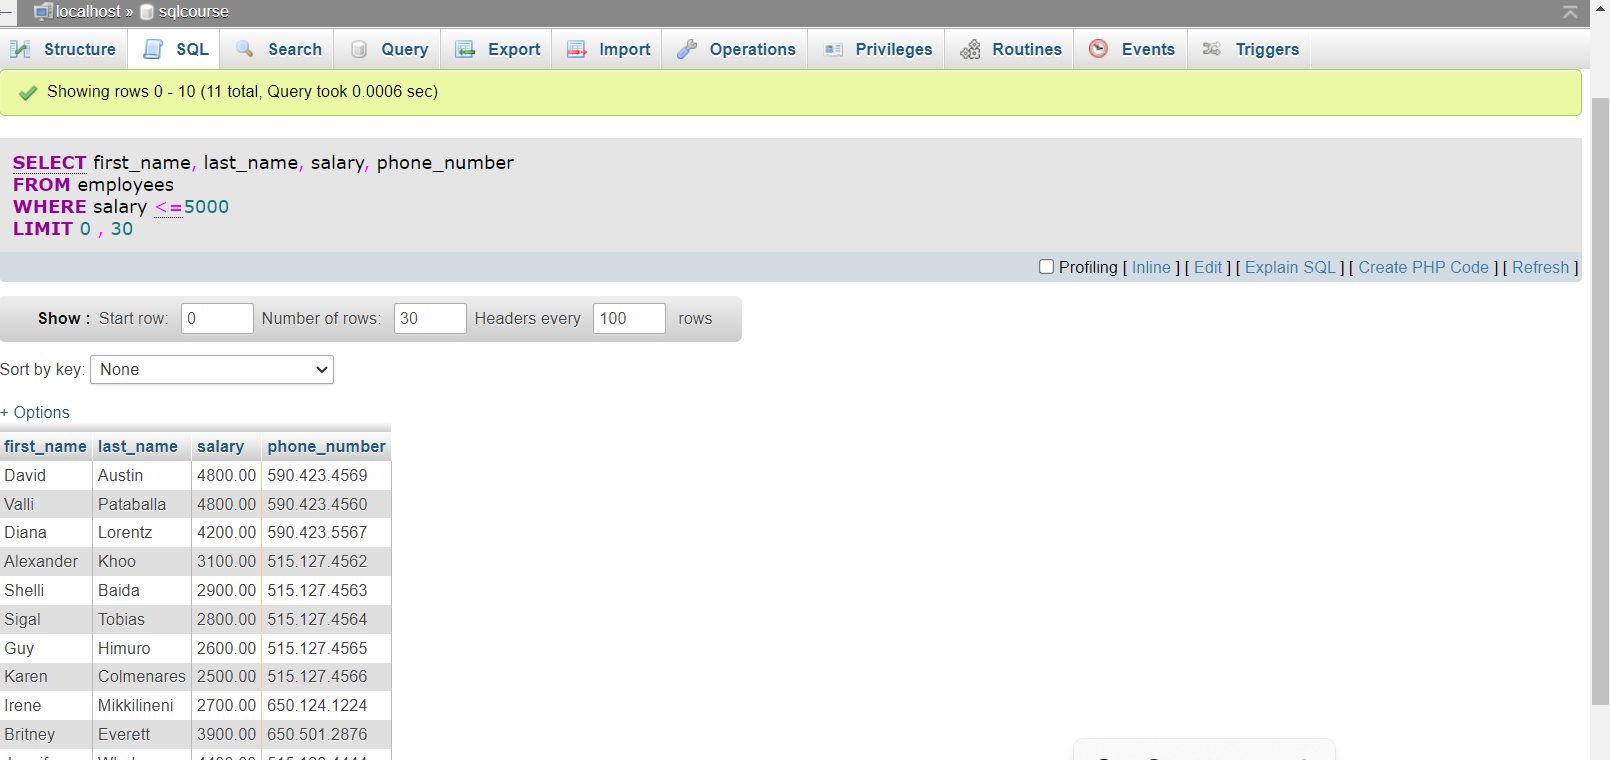 localhost » sqlcourse
Structure SQL Search Query Export Import Operations Privileges Routines Events Triggers
Showing rows 0 - 10 (11 total, Query took 0.0006 sec)
SELECT first_name, last_name, salary, phone_number
FROM employees
WHERE salary <=5000
LIMIT 0 , 30
Profiling [ Inline ] [ Edit ] [ Explain SQL ] [ Create PHP Code ] [ Refresh ]
Show : Start row: 0 Number of rows: 30 Headers every 100 rows
Sort by key: None
+ Options
first_name last_name salary phone_number
David Austin 4800.00 590.423.4569
Valli Pataballa 4800.00 590.423.4560
Diana Lorentz 4200.00 590.423.5567
Alexander Khoo 3100.00 515.127.4562
Shelli Baida 2900.00 515.127.4563
Sigal Tobias 2800.00 515.127.4564
Guy Himuro 2600.00 515.127.4565
Karen Colmenares 2500.00 515.127.4566
Irene Mikkilineni 2700.00 650.124.1224
Britney Everett 3900.00 650.501.2876